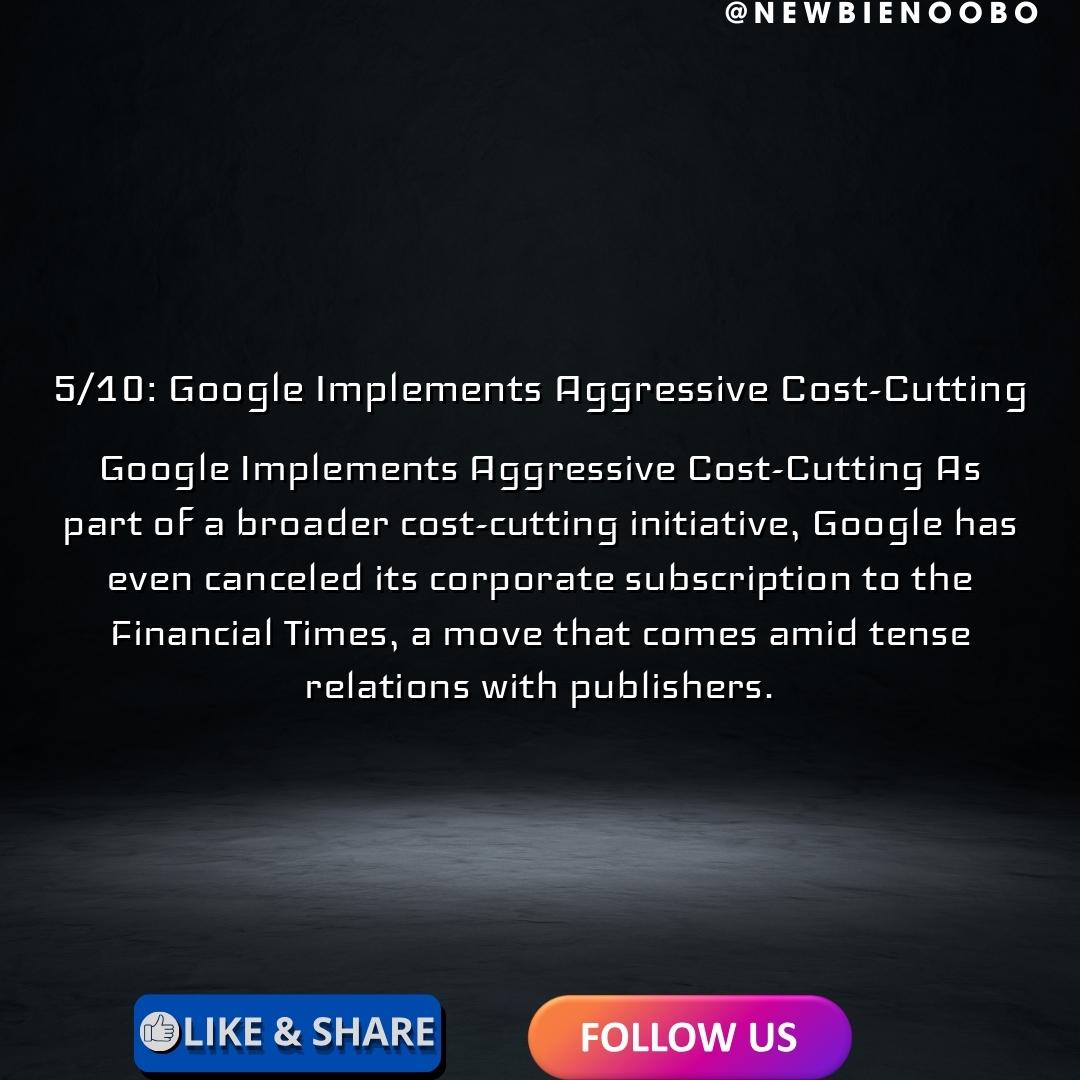 @NEWBIENOOBO
5/10: Google Implements Aggressive Cost-Cutting
Google Implements Aggressive Cost-Cutting As
part of a broader cost-cutting initiative, Google has
even canceled its corporate subscription to the
Financial Times, a move that comes amid tense
relations with publishers.
LIKE & SHARE
FOLLOW US